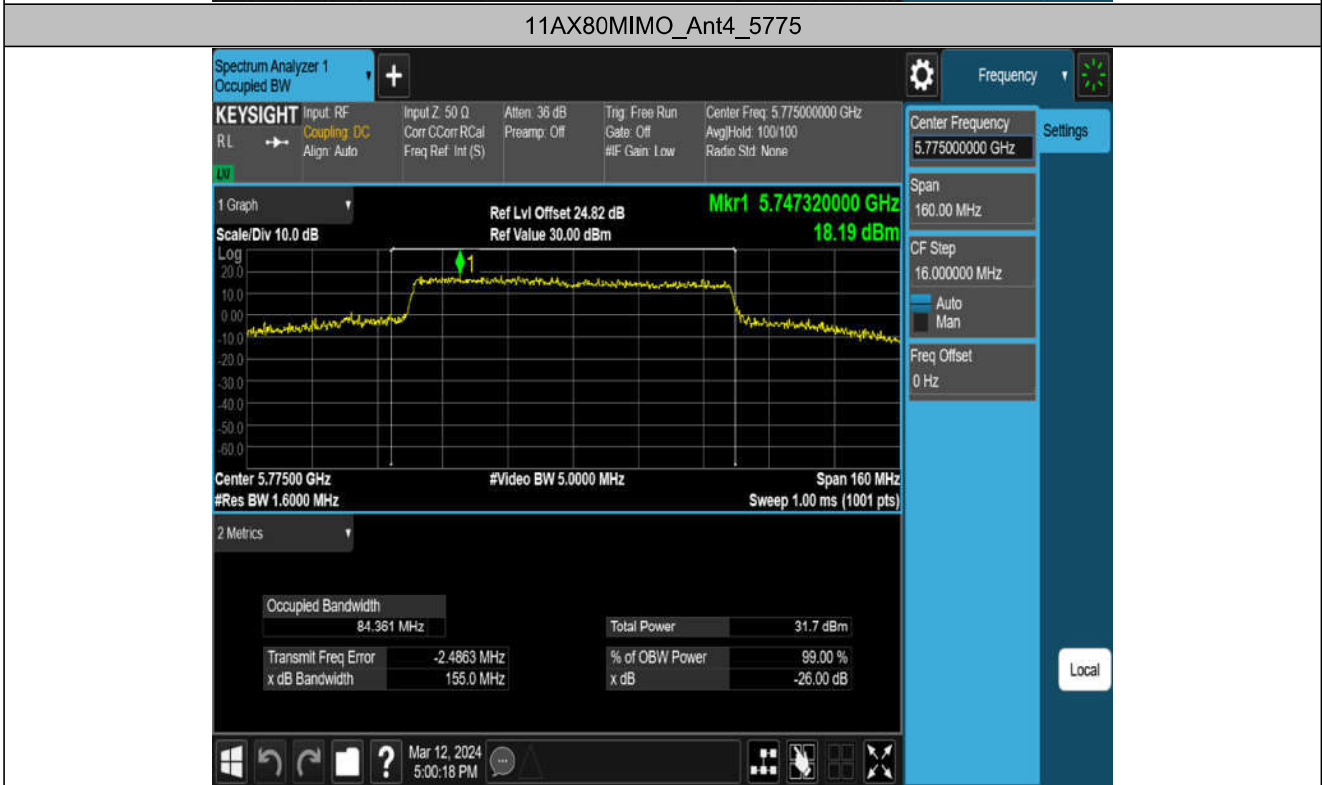 11AX80MIMO_Ant4_5775
Spectrum Analyzer 1
Occupied BW
Frequency
KEYSIGHT
RL
LXI
Input: RF
Coupling: DC
Align: Auto
Input Z: 50 Ω
Corr CCorr RCal
Freq Ref: Int (S)
Atten: 36 dB
Preamp: Off
Trig: Free Run
Gate: Off
#IF Gain: Low
Center Freq: 5.775000000 GHz
Avg|Hold: 100/100
Radio Std: None
Center Frequency
5.775000000 GHz
Settings
Span
160.00 MHz
CF Step
16.000000 MHz
Auto
Man
Freq Offset
0 Hz
1 Graph
Scale/Div 10.0 dB
Ref Lvl Offset 24.82 dB
Ref Value 30.00 dBm
Mkr1 5.747320000 GHz
18.19 dBm
Log
1
20.0
10.0
0.00
-10.0
-20.0
-30.0
-40.0
-50.0
-60.0
Center 5.77500 GHz
#Video BW 5.0000 MHz
Span 160 MHz
#Res BW 1.6000 MHz
Sweep 1.00 ms (1001 pts)
2 Metrics
Occupied Bandwidth
84.361 MHz
Total Power 31.7 dBm
Transmit Freq Error -2.4863 MHz
% of OBW Power 99.00 %
x dB Bandwidth 155.0 MHz
x dB -26.00 dB
Local
?
Mar 12, 2024
5:00:18 PM